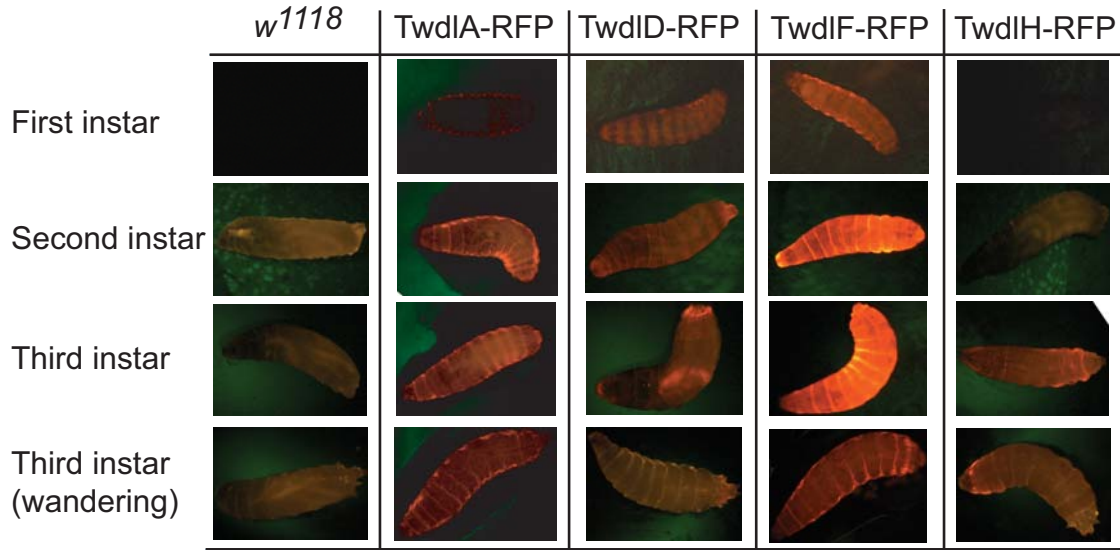 w1118 TwdlA-RFP TwdlD-RFP TwdlF-RFP TwdlH-RFP
First instar
Second instar
Third instar
Third instar
(wandering)